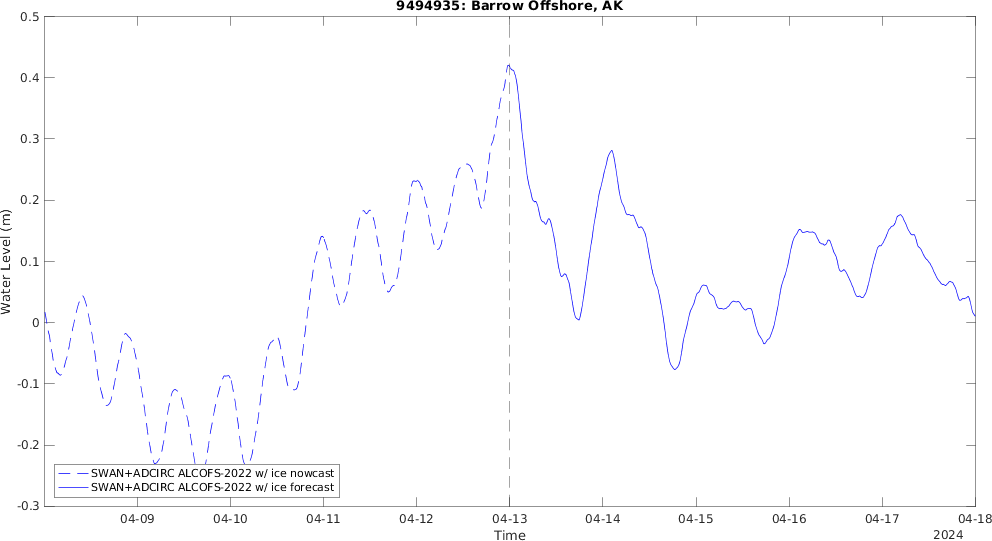 9494935: Barrow Offshore, AK
0.5
0.4
0.3
0.2
0.1
0
-0.1
-0.2
-0.3
Water Level (m)
SWAN+ADCIRC ALCOFS-2022 w/ ice nowcast
SWAN+ADCIRC ALCOFS-2022 w/ ice forecast
04-09 04-10 04-11 04-12 04-13 04-14 04-15 04-16 04-17 04-18
Time
2024